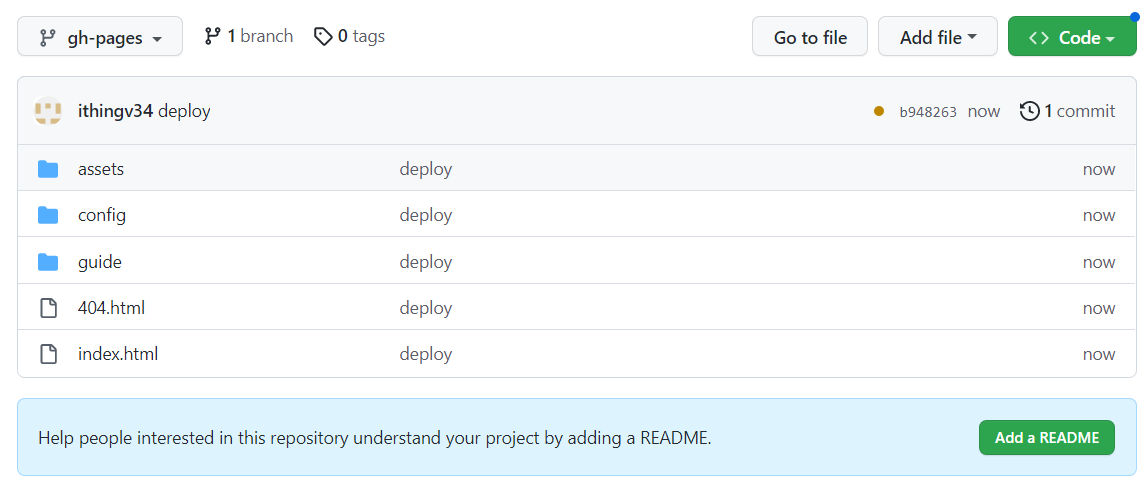 gh-pages 1 branch 0 tags Go to file Add file Code
ithingv34 deploy b948263 now 1 commit
assets deploy now
config deploy now
guide deploy now
404.html deploy now
index.html deploy now
Help people interested in this repository understand your project by adding a README. Add a README